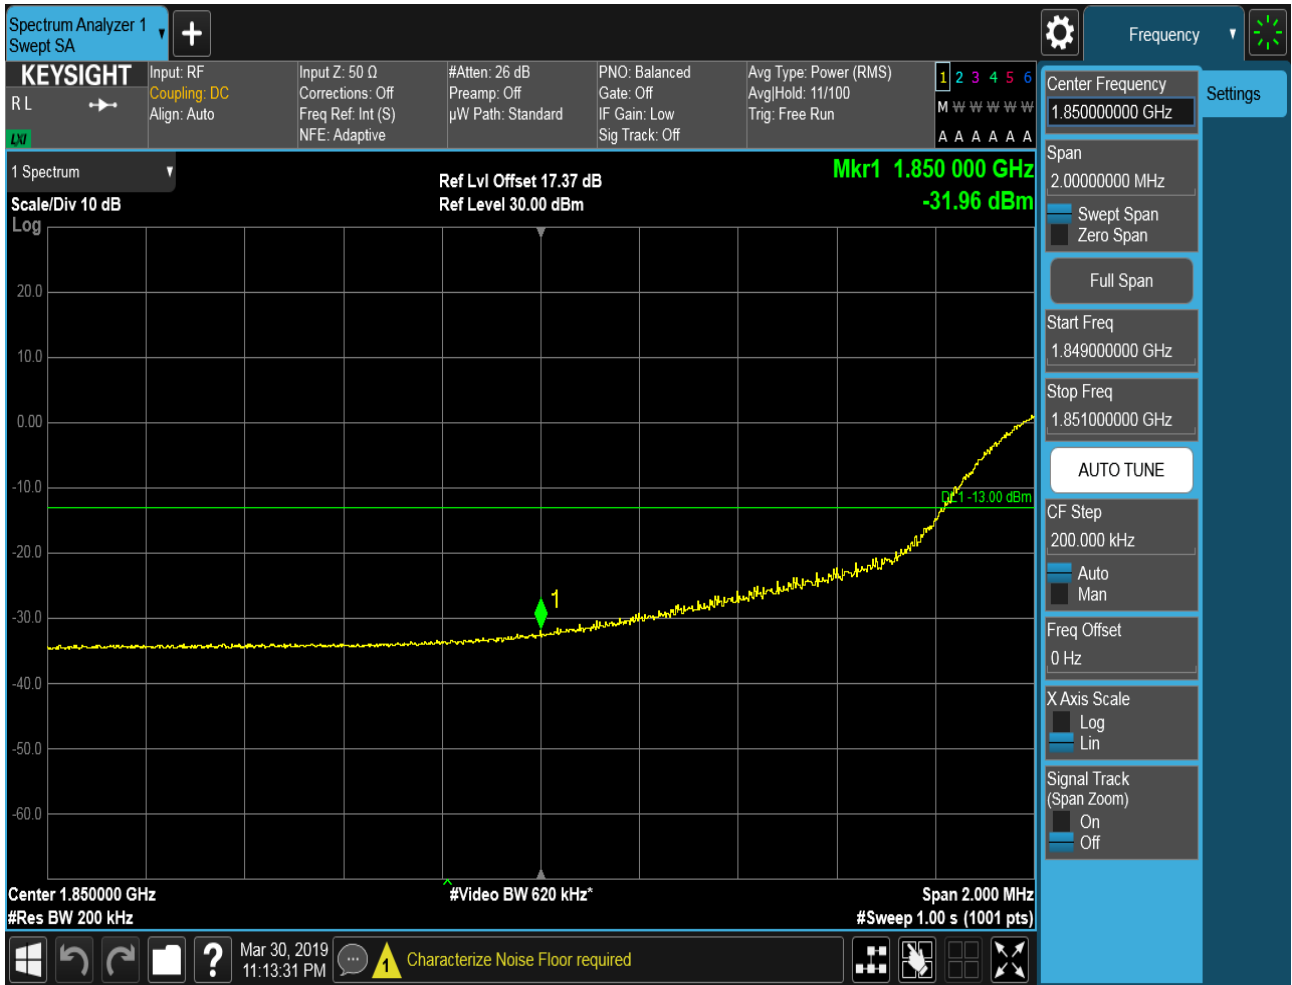 Spectrum Analyzer 1
Swept SA
Frequency
KEYSIGHT
R L
LXI
Input: RF
Coupling: DC
Align: Auto
Input Z: 50 Ω
Corrections: Off
Freq Ref: Int (S)
NFE: Adaptive
#Atten: 26 dB
Preamp: Off
µW Path: Standard
PNO: Balanced
Gate: Off
IF Gain: Low
Sig Track: Off
Avg Type: Power (RMS)
Avg|Hold: 11/100
Trig: Free Run
1 2 3 4 5 6
M W W W W W
A A A A A A
1 Spectrum
Scale/Div 10 dB
Log
Ref Lvl Offset 17.37 dB
Ref Level 30.00 dBm
Mkr1 1.850 000 GHz
-31.96 dBm
20.0
10.0
0.00
-10.0
-20.0
-30.0
-40.0
-50.0
-60.0
DL1 -13.00 dBm
1
Center 1.850000 GHz
#Res BW 200 kHz
#Video BW 620 kHz*
Span 2.000 MHz
#Sweep 1.00 s (1001 pts)
Center Frequency
1.850000000 GHz
Settings
Span
2.00000000 MHz
Swept Span
Zero Span
Full Span
Start Freq
1.849000000 GHz
Stop Freq
1.851000000 GHz
AUTO TUNE
CF Step
200.000 kHz
Auto
Man
Freq Offset
0 Hz
X Axis Scale
Log
Lin
Signal Track
(Span Zoom)
On
Off
?
Mar 30, 2019
11:13:31 PM
1
Characterize Noise Floor required